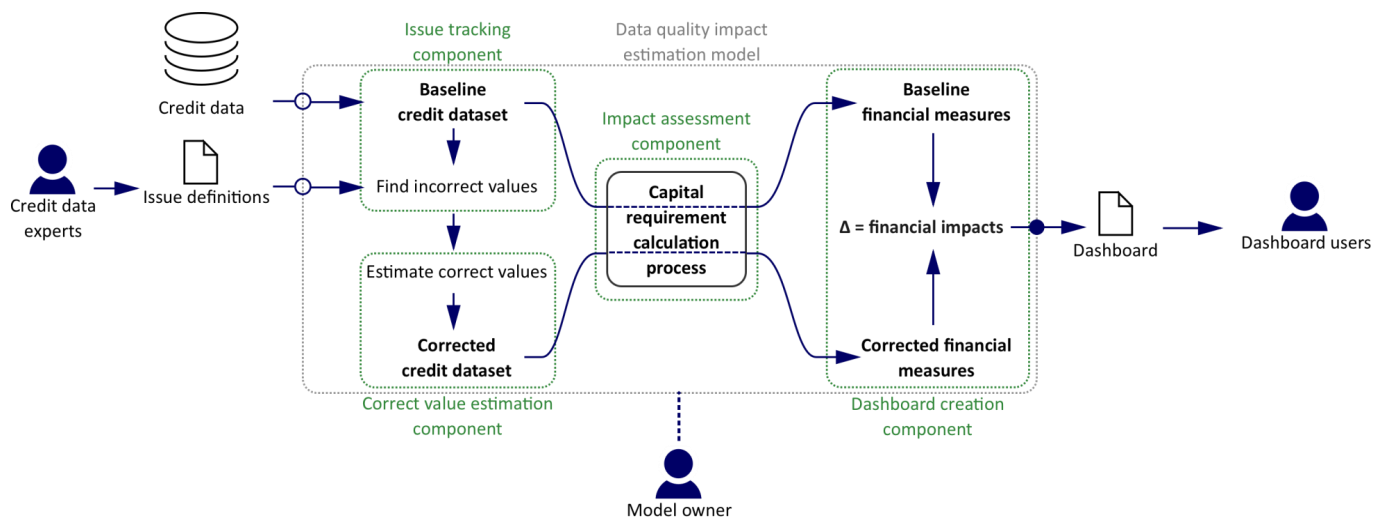 Issue tracking
component
Data quality impact
estimation model
Credit data
Baseline
credit dataset
Find incorrect values
Issue definitions
Credit data
experts
Estimate correct values
Corrected
credit dataset
Correct value estimation
component
Impact assessment
component
Capital
requirement
calculation
process
Baseline
financial measures
Δ = financial impacts
Corrected financial
measures
Dashboard creation
component
Dashboard
Dashboard users
Model owner